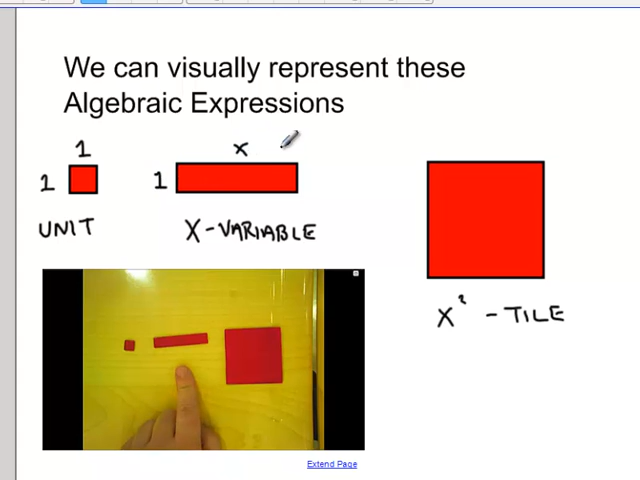 We can visually represent these
Algebraic Expressions
1
x
1
1
UNIT
X-VARIABLE
X² - TILE
Extend Page